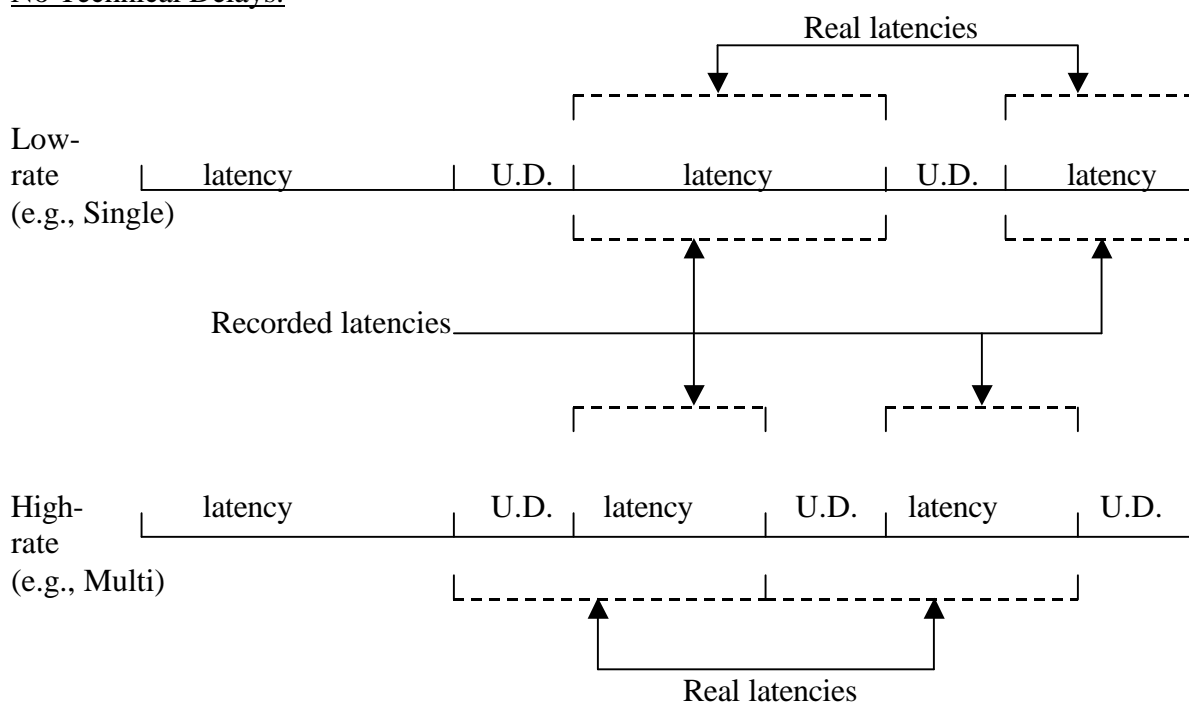 No Technical Delays:
Real latencies
Low-
rate latency U.D. latency U.D. latency
(e.g., Single)
Recorded latencies
High- latency U.D. latency U.D. latency U.D.
rate
(e.g., Multi)
Real latencies